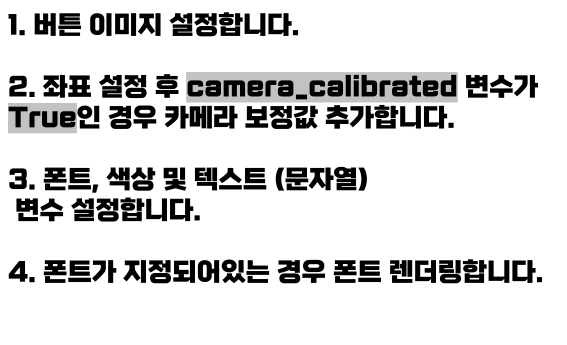 1. 버튼 이미지 설정합니다.
2. 좌표 설정 후 camera_calibrated 변수가
True인 경우 카메라 보정값 추가합니다.
3. 폰트, 색상 및 텍스트 (문자열)
변수 설정합니다.
4. 폰트가 지정되어있는 경우 폰트 렌더링합니다.